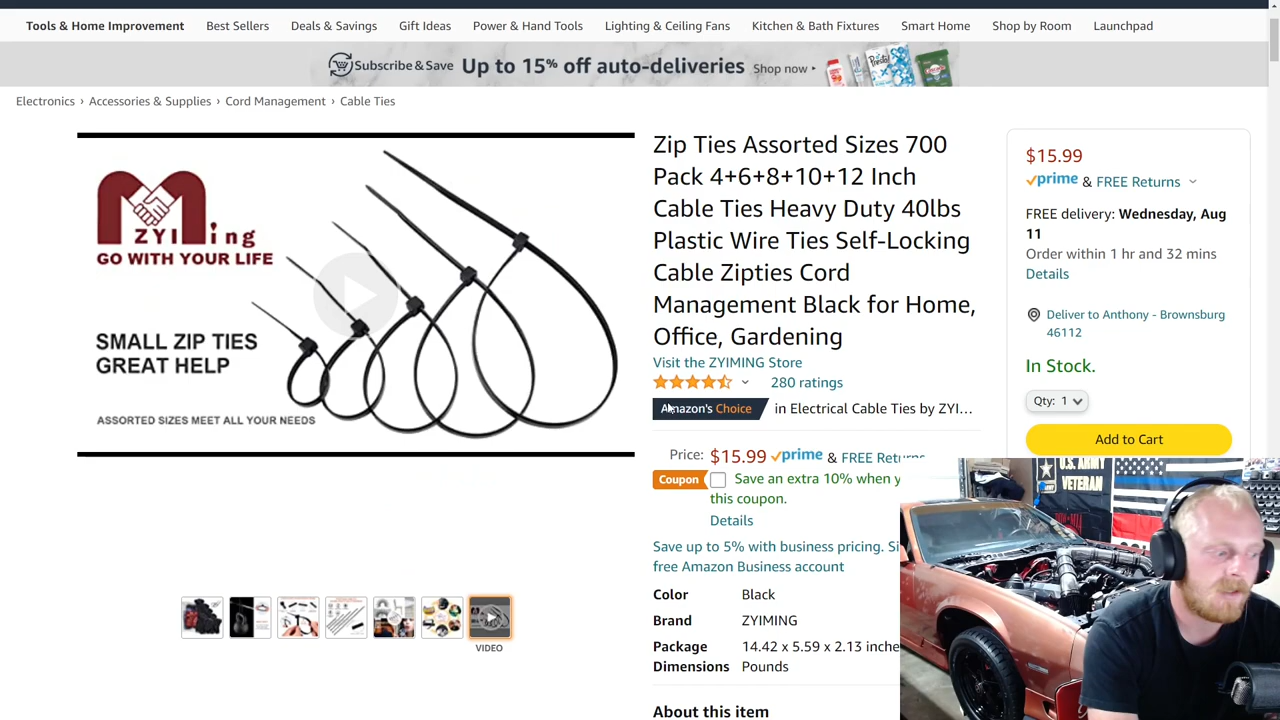 Tools & Home Improvement Best Sellers Deals & Savings Gift Ideas Power & Hand Tools Lighting & Ceiling Fans Kitchen & Bath Fixtures Smart Home Shop by Room Launchpad
Subscribe & Save Up to 15% off auto-deliveries Shop now ▸
Electronics › Accessories & Supplies › Cord Management › Cable Ties
ZYIMing
GO WITH YOUR LIFE
SMALL ZIP TIES
GREAT HELP
ASSORTED SIZES MEET ALL YOUR NEEDS
VIDEO
Zip Ties Assorted Sizes 700
Pack 4+6+8+10+12 Inch
Cable Ties Heavy Duty 40lbs
Plastic Wire Ties Self-Locking
Cable Zipties Cord
Management Black for Home,
Office, Gardening
Visit the ZYIMING Store
280 ratings
Amazon's Choice in Electrical Cable Ties by ZYI...
Price: $15.99 prime & FREE Returns
Coupon Save an extra 10% when y
this coupon.
Details
Save up to 5% with business pricing. Si
free Amazon Business account
Color Black
Brand ZYIMING
Package 14.42 x 5.59 x 2.13 inche
Dimensions Pounds
About this item
$15.99
prime & FREE Returns
FREE delivery: Wednesday, Aug
11
Order within 1 hr and 32 mins
Details
Deliver to Anthony - Brownsburg
46112
In Stock.
Qty: 1
Add to Cart
U.S. ARMY
VETERAN